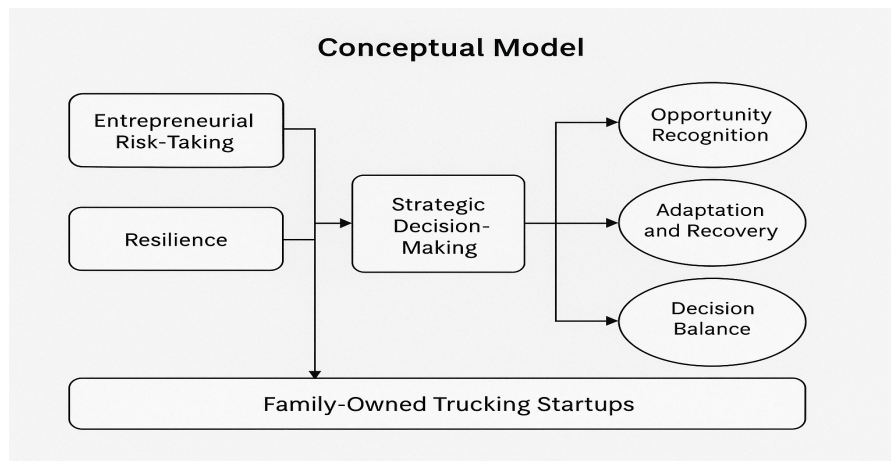 Conceptual Model
Entrepreneurial
Risk-Taking
Resilience
Strategic
Decision-
Making
Opportunity
Recognition
Adaptation
and Recovery
Decision
Balance
Family-Owned Trucking Startups